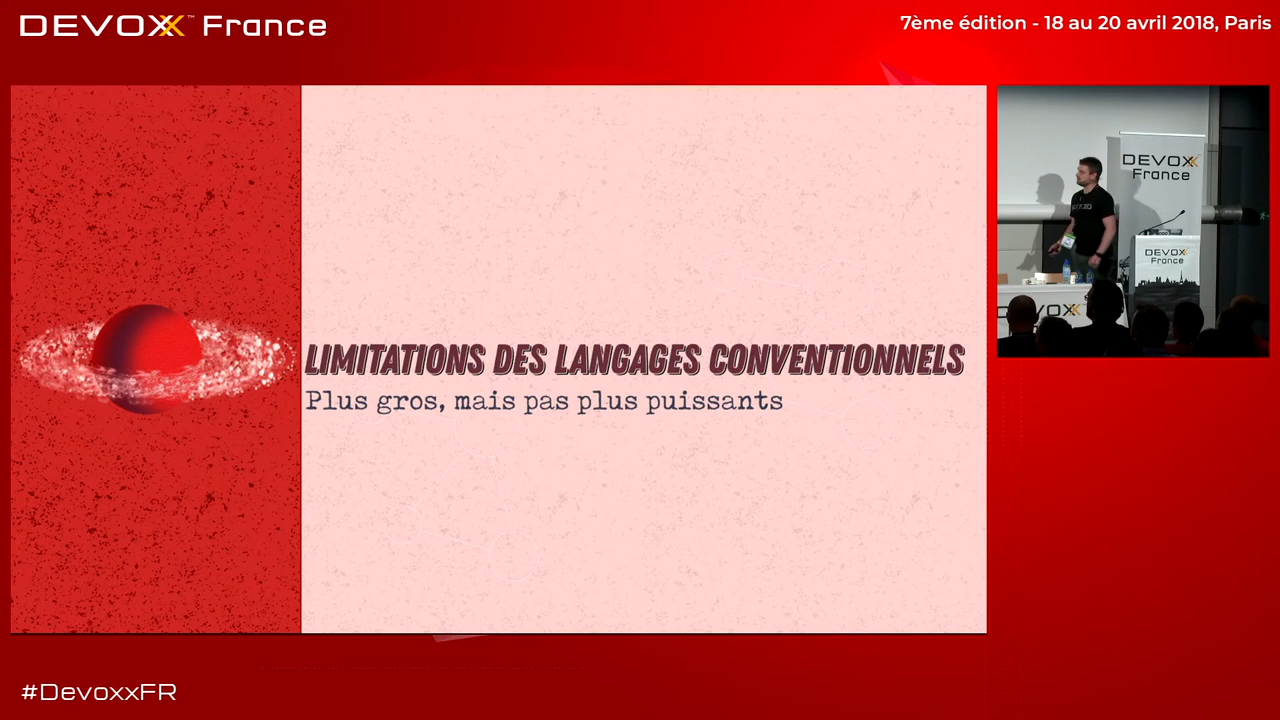 DEVOXX™ France
7ème édition - 18 au 20 avril 2018, Paris
LIMITATIONS DES LANGAGES CONVENTIONNELS
Plus gros, mais pas plus puissants
DEVOXX
France
DEVOXX
France
DEVOXX
#DevoxxFR